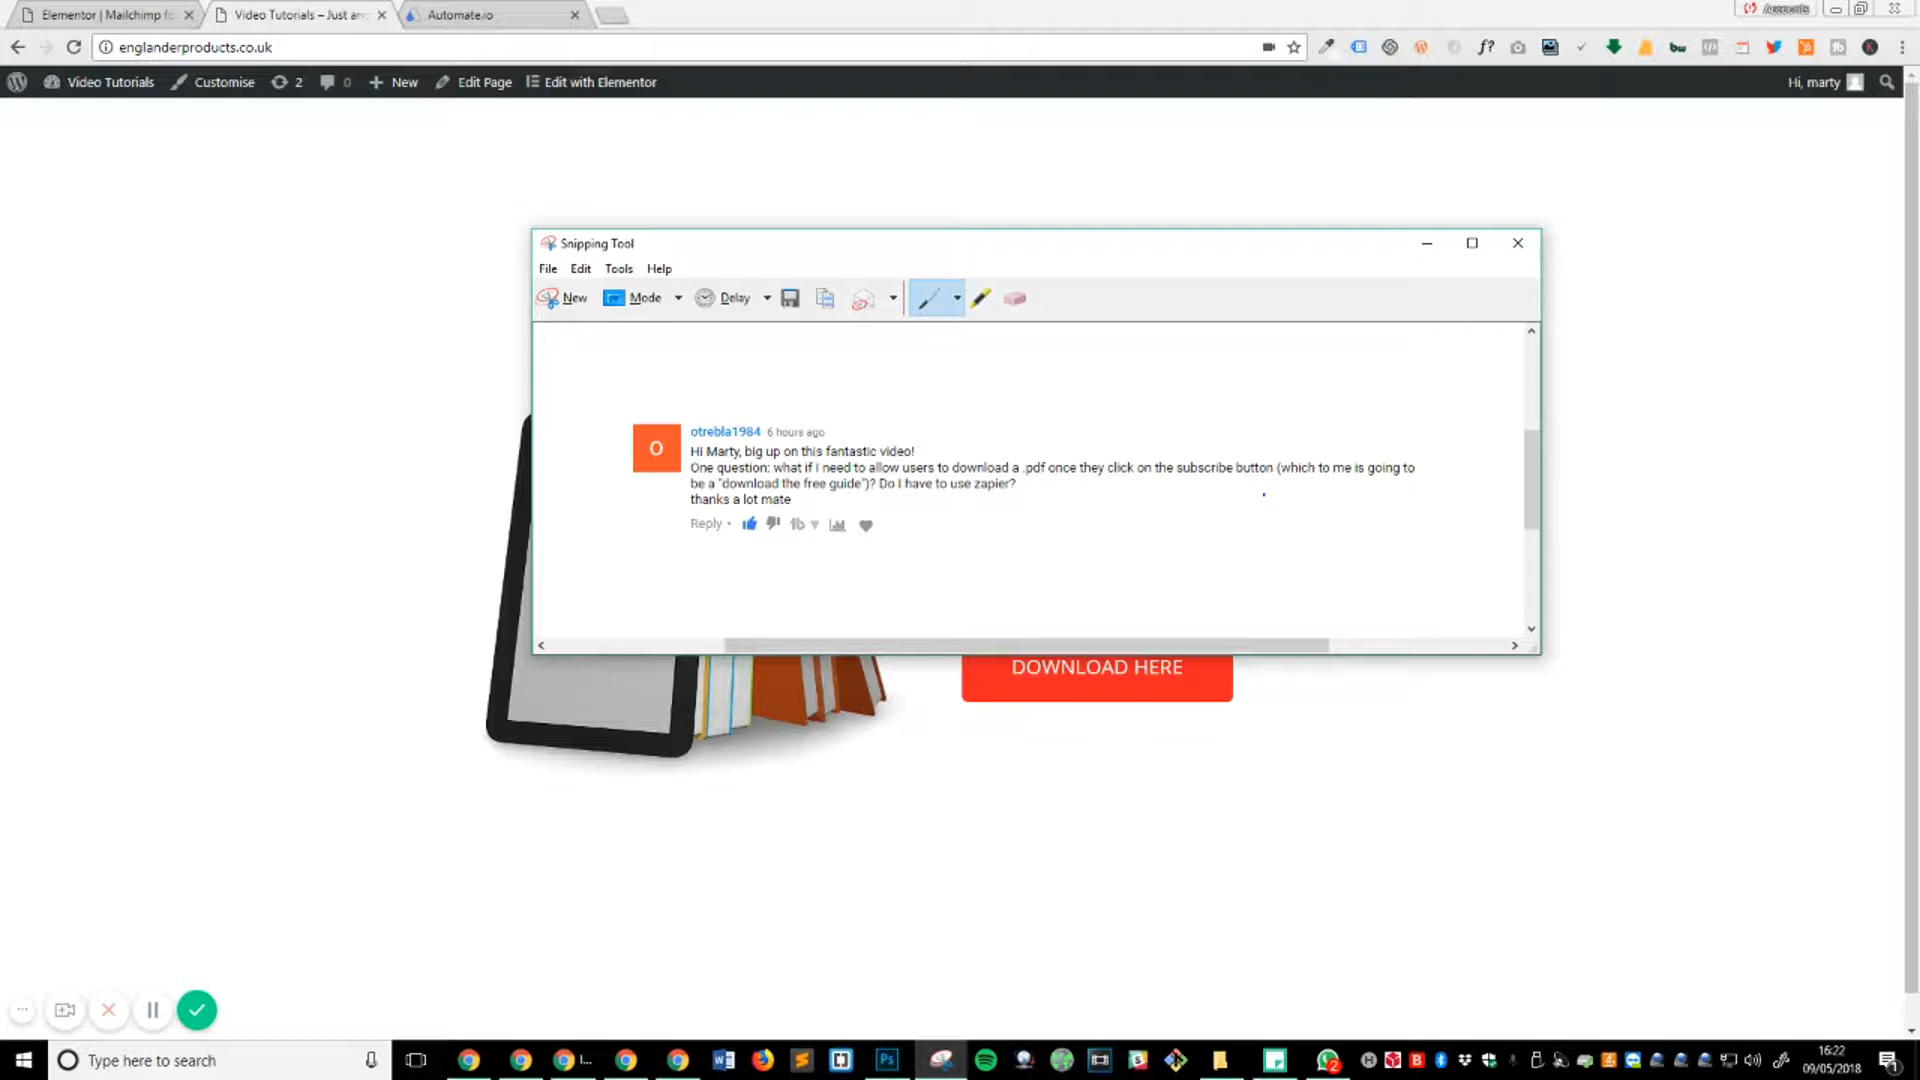 Elementor | Mailchimp fo
Video Tutorials – Just an
Automate.io
Accounts
englanderproducts.co.uk
Video Tutorials
Customise
2
0
New
Edit Page
Edit with Elementor
Hi, marty
Snipping Tool
File Edit Tools Help
New Mode Delay
O
otrebla1984 6 hours ago
Hi Marty, big up on this fantastic video!
One question: what if i need to allow users to download a .pdf once they click on the subscribe button (which to me is going to
be a "download the free guide")? Do I have to use zapier?
thanks a lot mate
Reply •
DOWNLOAD HERE
Type here to search
16:22
09/05/2018